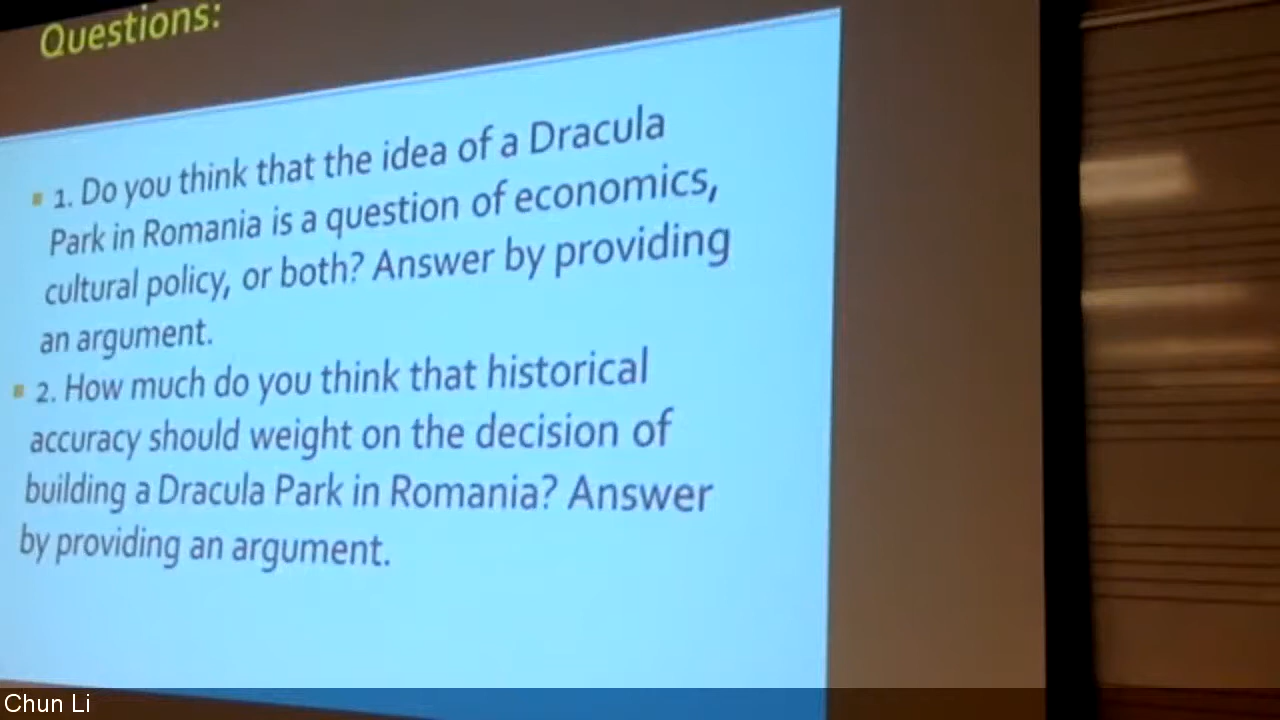 Questions:
1. Do you think that the idea of a Dracula
Park in Romania is a question of economics,
cultural policy, or both? Answer by providing
an argument.
2. How much do you think that historical
accuracy should weight on the decision of
building a Dracula Park in Romania? Answer
by providing an argument.
Chun Li